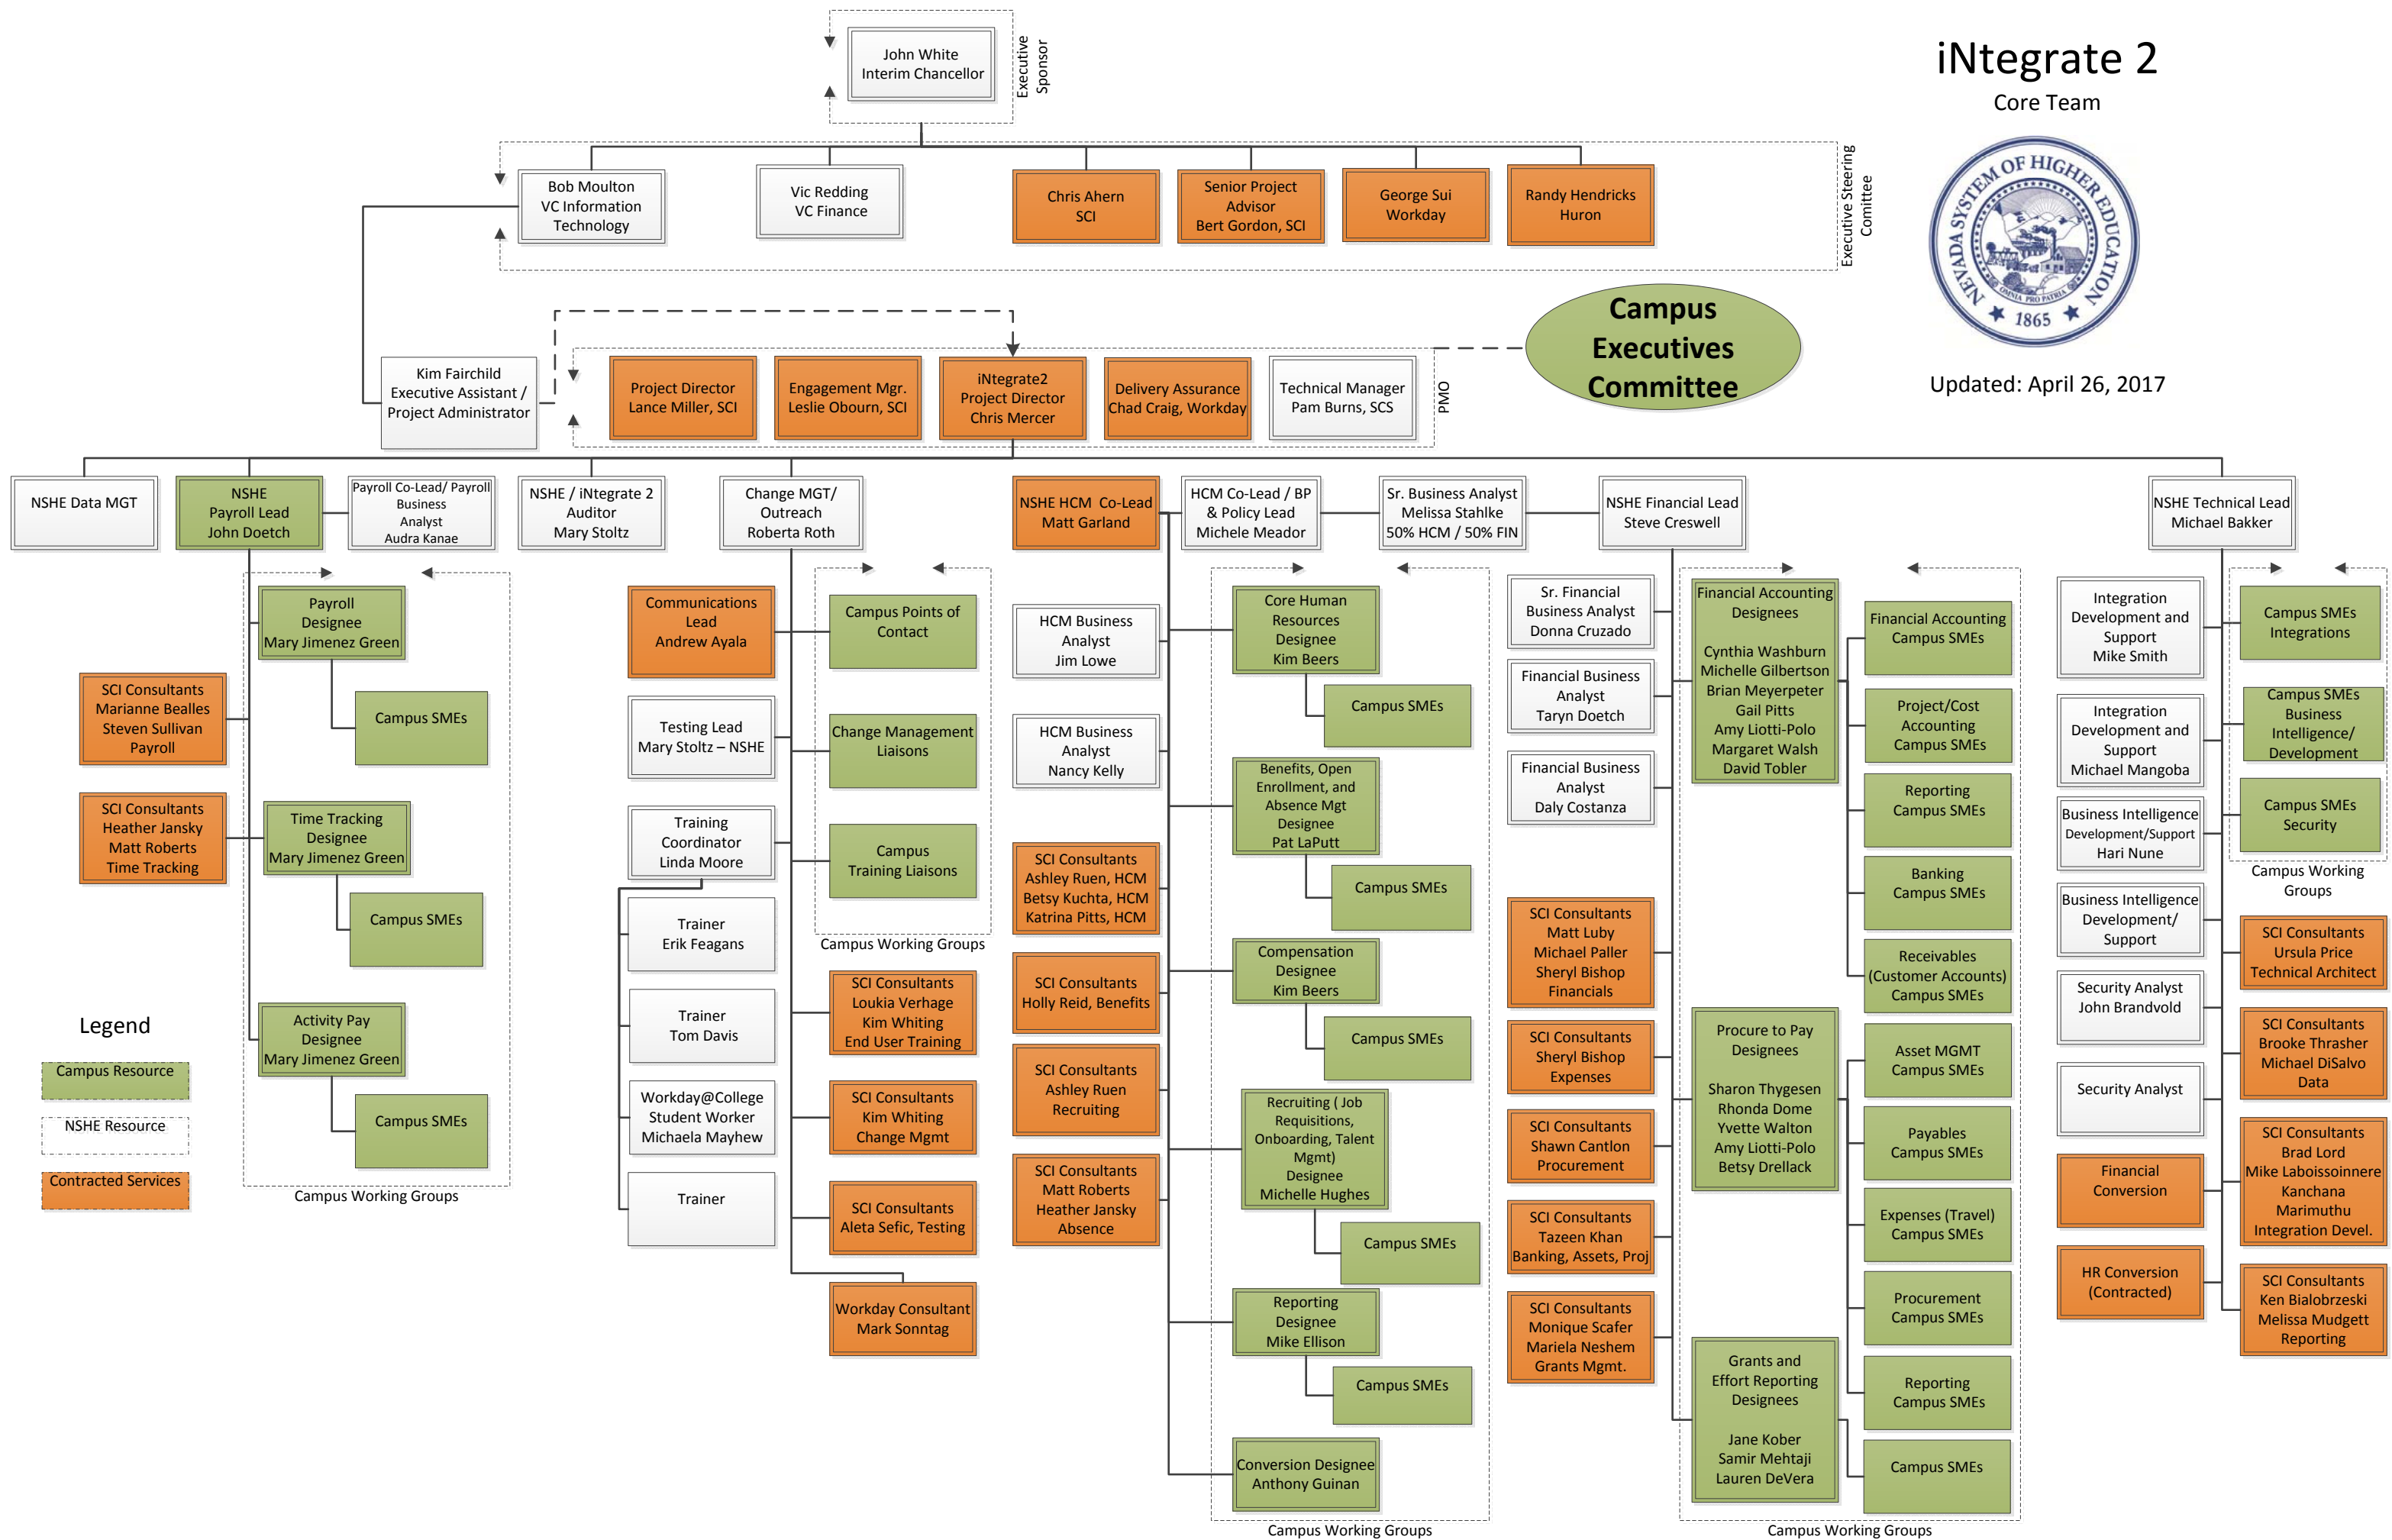 iNtegrate 2
Core Team
NEVADA SYSTEM OF HIGHER EDUCATION
OMNIA PRO PATRIA
1865
Updated: April 26, 2017
John White
Interim Chancellor
Executive
Sponsor
Bob Moulton
VC Information
Technology
Vic Redding
VC Finance
Chris Ahern
SCI
Senior Project
Advisor
Bert Gordon, SCI
George Sui
Workday
Randy Hendricks
Huron
Executive Steering
Comittee
Campus
Executives
Committee
Kim Fairchild
Executive Assistant /
Project Administrator
Project Director
Lance Miller, SCI
Engagement Mgr.
Leslie Obourn, SCI
iNtegrate2
Project Director
Chris Mercer
Delivery Assurance
Chad Craig, Workday
Technical Manager
Pam Burns, SCS
PMO
NSHE Data MGT
NSHE
Payroll Lead
John Doetch
Payroll Co-Lead/ Payroll
Business
Analyst
Audra Kanae
NSHE / iNtegrate 2
Auditor
Mary Stoltz
Change MGT/
Outreach
Roberta Roth
NSHE HCM  Co-Lead
Matt Garland
HCM Co-Lead / BP
& Policy Lead
Michele Meador
Sr. Business Analyst
Melissa Stahlke
50% HCM / 50% FIN
NSHE Financial Lead
Steve Creswell
NSHE Technical Lead
Michael Bakker
Payroll
Designee
Mary Jimenez Green
Campus SMEs
SCI Consultants
Marianne Bealles
Steven Sullivan
Payroll
SCI Consultants
Heather Jansky
Matt Roberts
Time Tracking
Time Tracking
Designee
Mary Jimenez Green
Campus SMEs
Activity Pay
Designee
Mary Jimenez Green
Campus SMEs
Campus Working Groups
Legend
Campus Resource
NSHE Resource
Contracted Services
Communications
Lead
Andrew Ayala
Testing Lead
Mary Stoltz – NSHE
Training
Coordinator
Linda Moore
Trainer
Erik Feagans
Trainer
Tom Davis
Workday@College
Student Worker
Michaela Mayhew
Trainer
Campus Points of
Contact
Change Management
Liaisons
Campus
Training Liaisons
Campus Working Groups
SCI Consultants
Loukia Verhage
Kim Whiting
End User Training
SCI Consultants
Kim Whiting
Change Mgmt
SCI Consultants
Aleta Sefic, Testing
Workday Consultant
Mark Sonntag
HCM Business
Analyst
Jim Lowe
HCM Business
Analyst
Nancy Kelly
SCI Consultants
Ashley Ruen, HCM
Betsy Kuchta, HCM
Katrina Pitts, HCM
SCI Consultants
Holly Reid, Benefits
SCI Consultants
Ashley Ruen
Recruiting
SCI Consultants
Matt Roberts
Heather Jansky
Absence
Core Human
Resources
Designee
Kim Beers
Campus SMEs
Benefits, Open
Enrollment, and
Absence Mgt
Designee
Pat LaPutt
Campus SMEs
Compensation
Designee
Kim Beers
Campus SMEs
Recruiting ( Job
Requisitions,
Onboarding, Talent
Mgmt)
Designee
Michelle Hughes
Campus SMEs
Reporting
Designee
Mike Ellison
Campus SMEs
Conversion Designee
Anthony Guinan
Campus Working Groups
Sr. Financial
Business Analyst
Donna Cruzado
Financial Business
Analyst
Taryn Doetch
Financial Business
Analyst
Daly Costanza
SCI Consultants
Matt Luby
Michael Paller
Sheryl Bishop
Financials
SCI Consultants
Sheryl Bishop
Expenses
SCI Consultants
Shawn Cantlon
Procurement
SCI Consultants
Tazeen Khan
Banking, Assets, Proj
SCI Consultants
Monique Scafer
Mariela Neshem
Grants Mgmt.
Financial Accounting
Designees
Cynthia Washburn
Michelle Gilbertson
Brian Meyerpeter
Gail Pitts
Amy Liotti-Polo
Margaret Walsh
David Tobler
Financial Accounting
Campus SMEs
Project/Cost
Accounting
Campus SMEs
Reporting
Campus SMEs
Banking
Campus SMEs
Receivables
(Customer Accounts)
Campus SMEs
Procure to Pay
Designees
Sharon Thygesen
Rhonda Dome
Yvette Walton
Amy Liotti-Polo
Betsy Drellack
Asset MGMT
Campus SMEs
Payables
Campus SMEs
Expenses (Travel)
Campus SMEs
Procurement
Campus SMEs
Reporting
Campus SMEs
Grants and
Effort Reporting
Designees
Jane Kober
Samir Mehtaji
Lauren DeVera
Campus SMEs
Campus Working Groups
Integration
Development and
Support
Mike Smith
Integration
Development and
Support
Michael Mangoba
Business Intelligence
Development/Support
Hari Nune
Business Intelligence
Development/
Support
Security Analyst
John Brandvold
Security Analyst
Financial
Conversion
HR Conversion
(Contracted)
Campus SMEs
Integrations
Campus SMEs
Business
Intelligence/
Development
Campus SMEs
Security
Campus Working
Groups
SCI Consultants
Ursula Price
Technical Architect
SCI Consultants
Brooke Thrasher
Michael DiSalvo
Data
SCI Consultants
Brad Lord
Mike Laboissoinnere
Kanchana
Marimuthu
Integration Devel.
SCI Consultants
Ken Bialobrzeski
Melissa Mudgett
Reporting